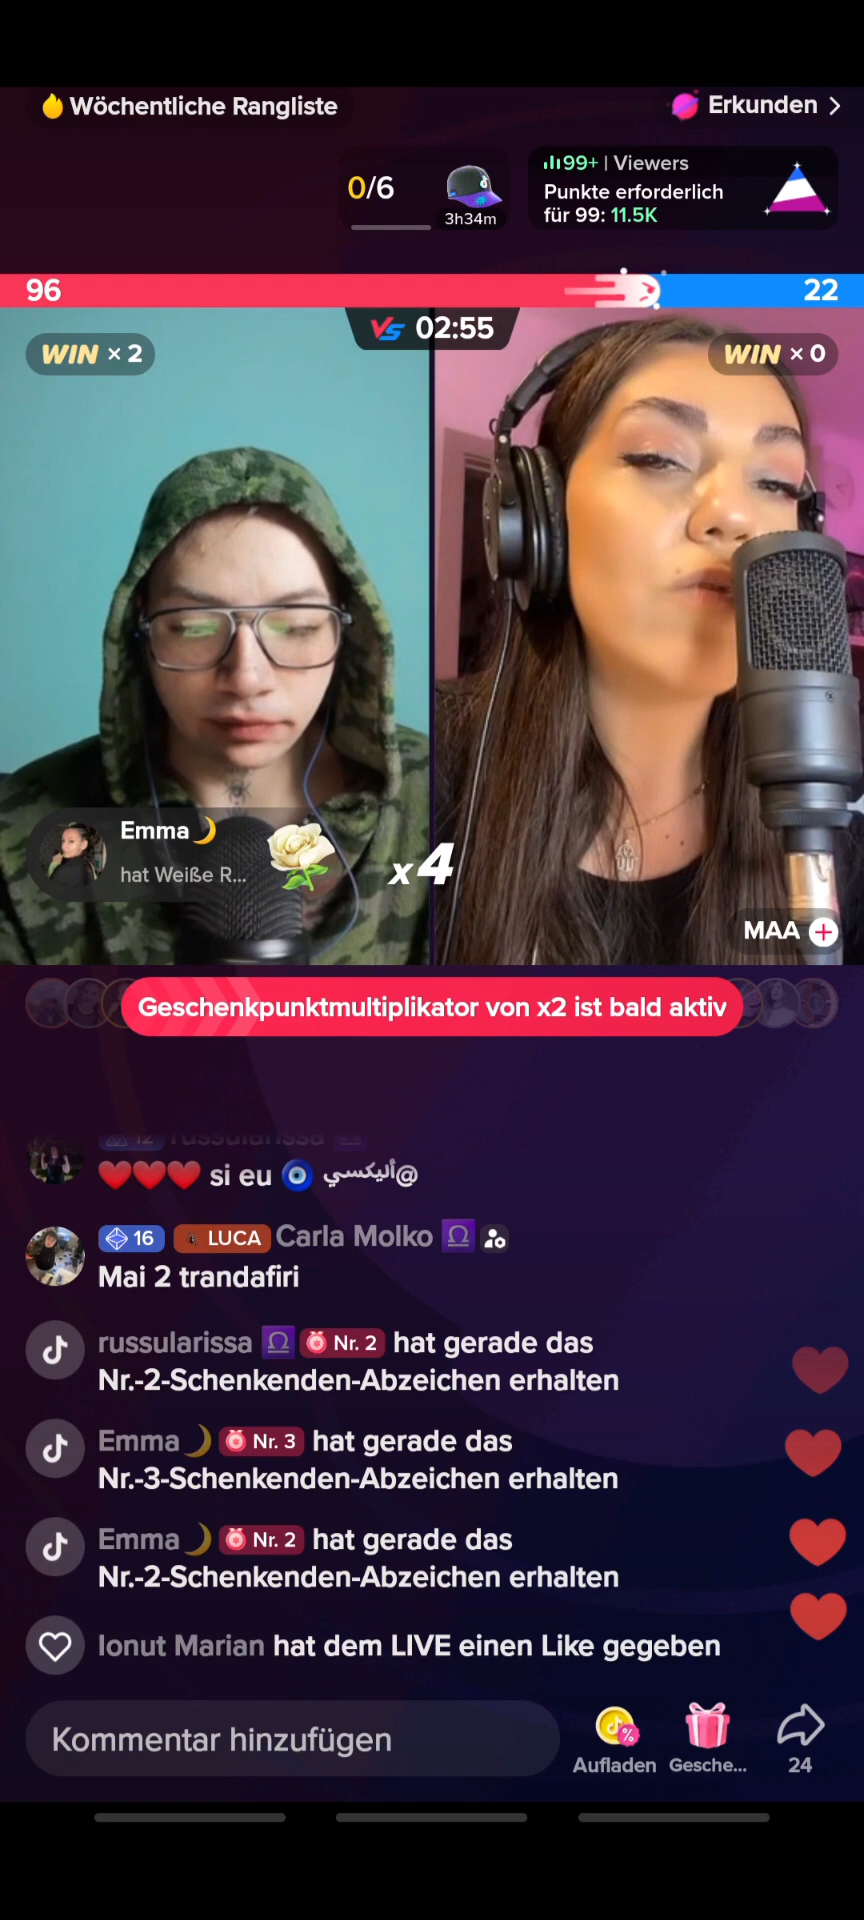 Wöchentliche Rangliste
Erkunden
0/6
3h34m
99+ | Viewers
Punkte erforderlich
für 99: 11.5K
96
22
VS 02:55
WIN × 2
WIN × 0
Emma
hat Weiße R...
x4
MAA
Geschenkpunktmultiplikator von x2 ist bald aktiv
12 russularissa
si eu @أليكسي
16 LUCA Carla Molko
Mai 2 trandafiri
russularissa Nr. 2 hat gerade das
Nr.-2-Schenkenden-Abzeichen erhalten
Emma Nr. 3 hat gerade das
Nr.-3-Schenkenden-Abzeichen erhalten
Emma Nr. 2 hat gerade das
Nr.-2-Schenkenden-Abzeichen erhalten
Ionut Marian hat dem LIVE einen Like gegeben
Kommentar hinzufügen
Aufladen
Gesche...
24